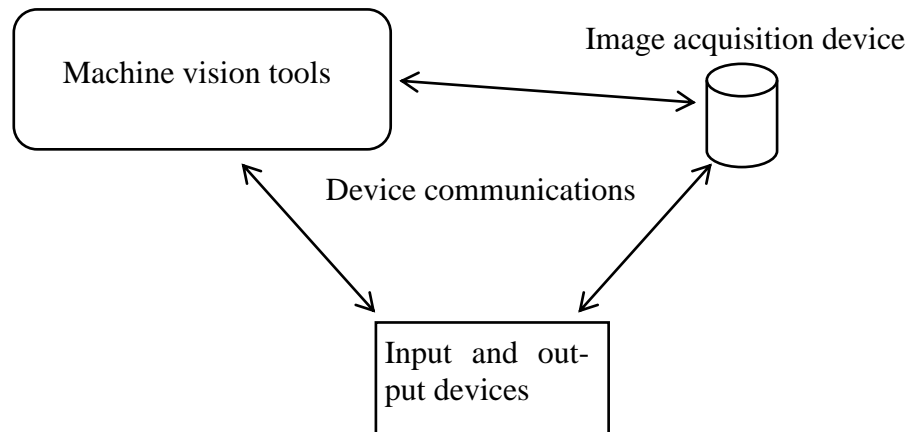 Image acquisition device
Machine vision tools
Device communications
Input and out-
put devices